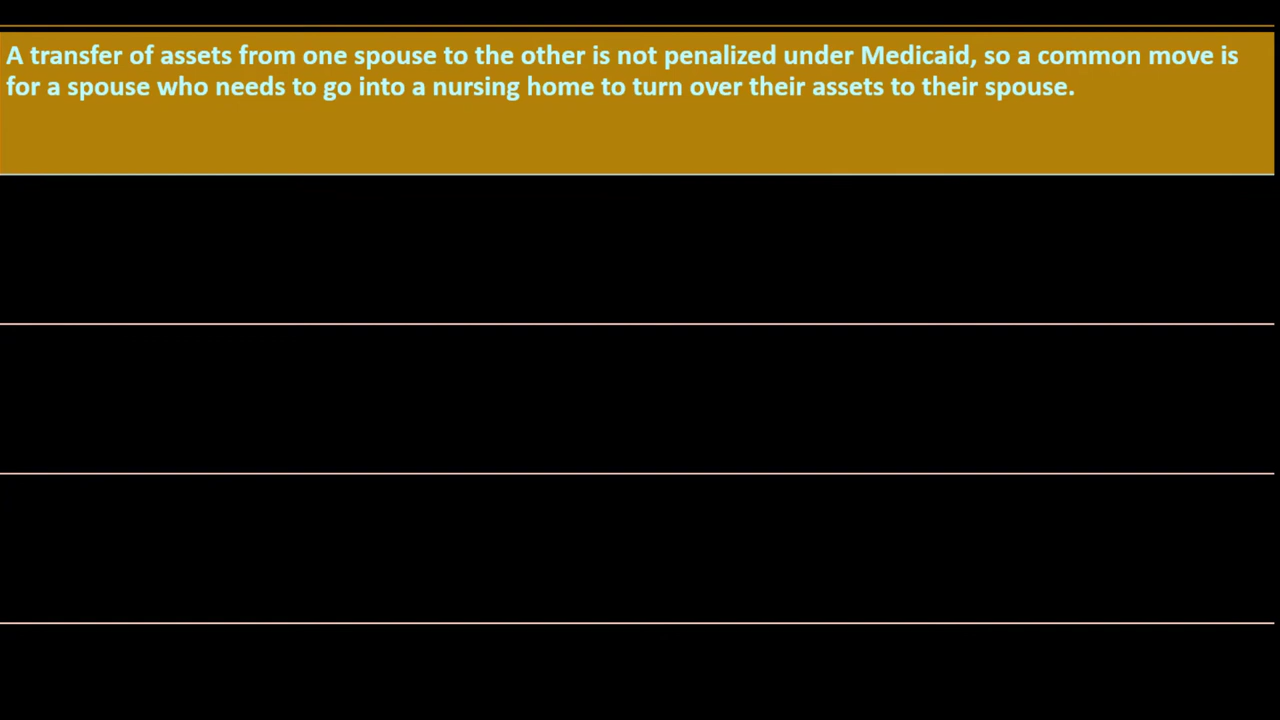 A transfer of assets from one spouse to the other is not penalized under Medicaid, so a common move is
for a spouse who needs to go into a nursing home to turn over their assets to their spouse.